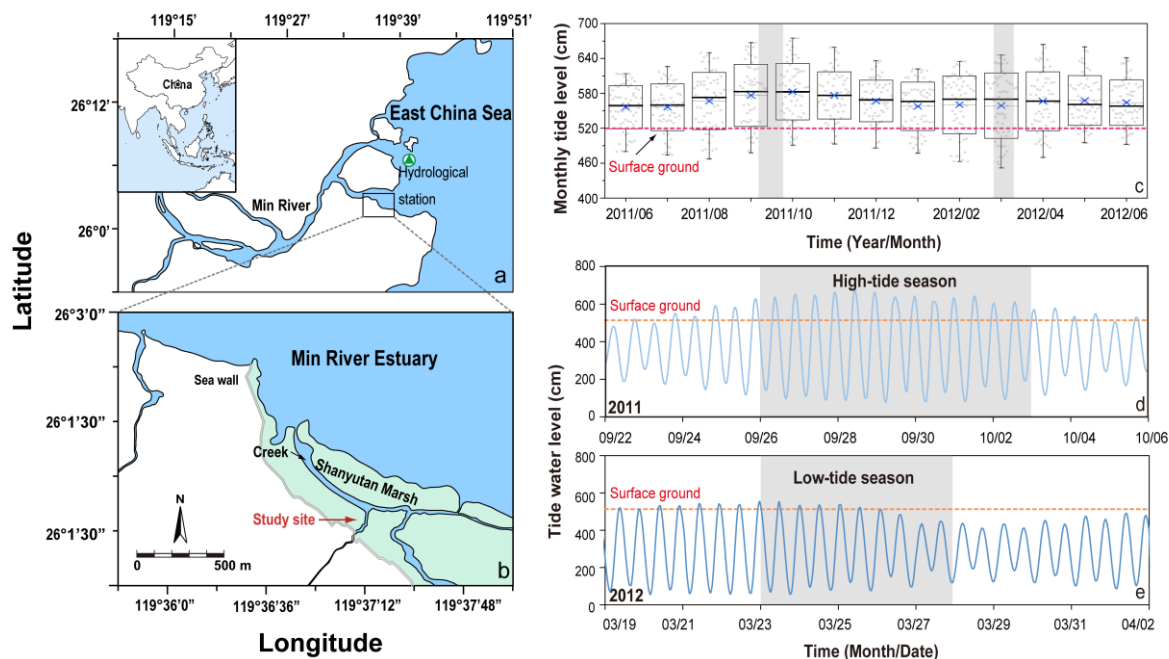 119°15'
119°27'
119°39'
119°51'
China
26°12'
East China Sea
Hydrological
station
Min River
26°0'
a
Latitude
26°3'0''
Min River Estuary
Sea wall
26°1'30''
Creek
Shanyutan Marsh
Study site
26°1'30''
N
0
500 m
b
119°36'0''
119°36'36''
119°37'12''
119°37'48''
Longitude
Monthly tide level (cm)
700
640
580
520
460
400
Surface ground
c
2011/06
2011/08
2011/10
2011/12
2012/02
2012/04
2012/06
Time (Year/Month)
Tide water level (cm)
800
600
400
200
0
High-tide season
Surface ground
2011
d
09/22
09/24
09/26
09/28
09/30
10/02
10/04
10/06
800
600
400
200
0
Low-tide season
Surface ground
2012
e
03/19
03/21
03/23
03/25
03/27
03/29
03/31
04/02
Time (Month/Date)